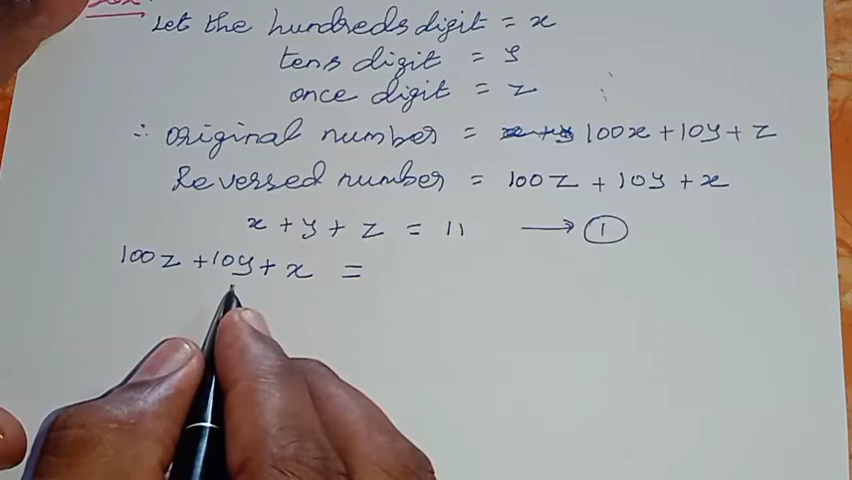 Let the hundreds digit = x
tens digit = y
once digit = z
∴ original number = 100x + 10y + z
Reversed number = 100z + 10y + x
x + y + z = 11 → ①
100z + 10y + x =